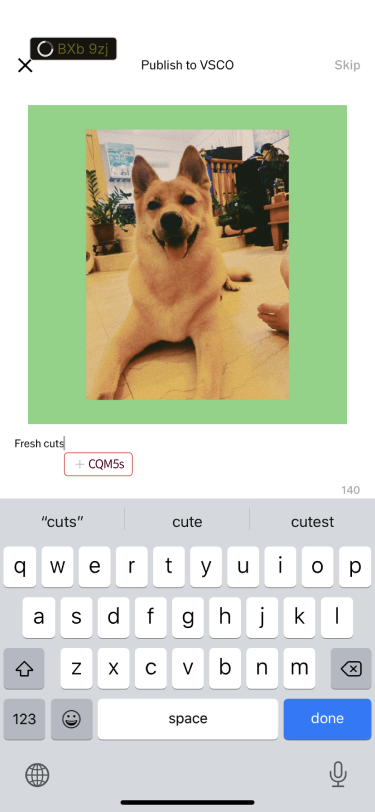 BXb 9zj
Publish to VSCO
Skip
Fresh cuts
+ CQM5s
140
“cuts” cute cutest
q w e r t y u i o p
a s d f g h j k l
z x c v b n m
123 space done